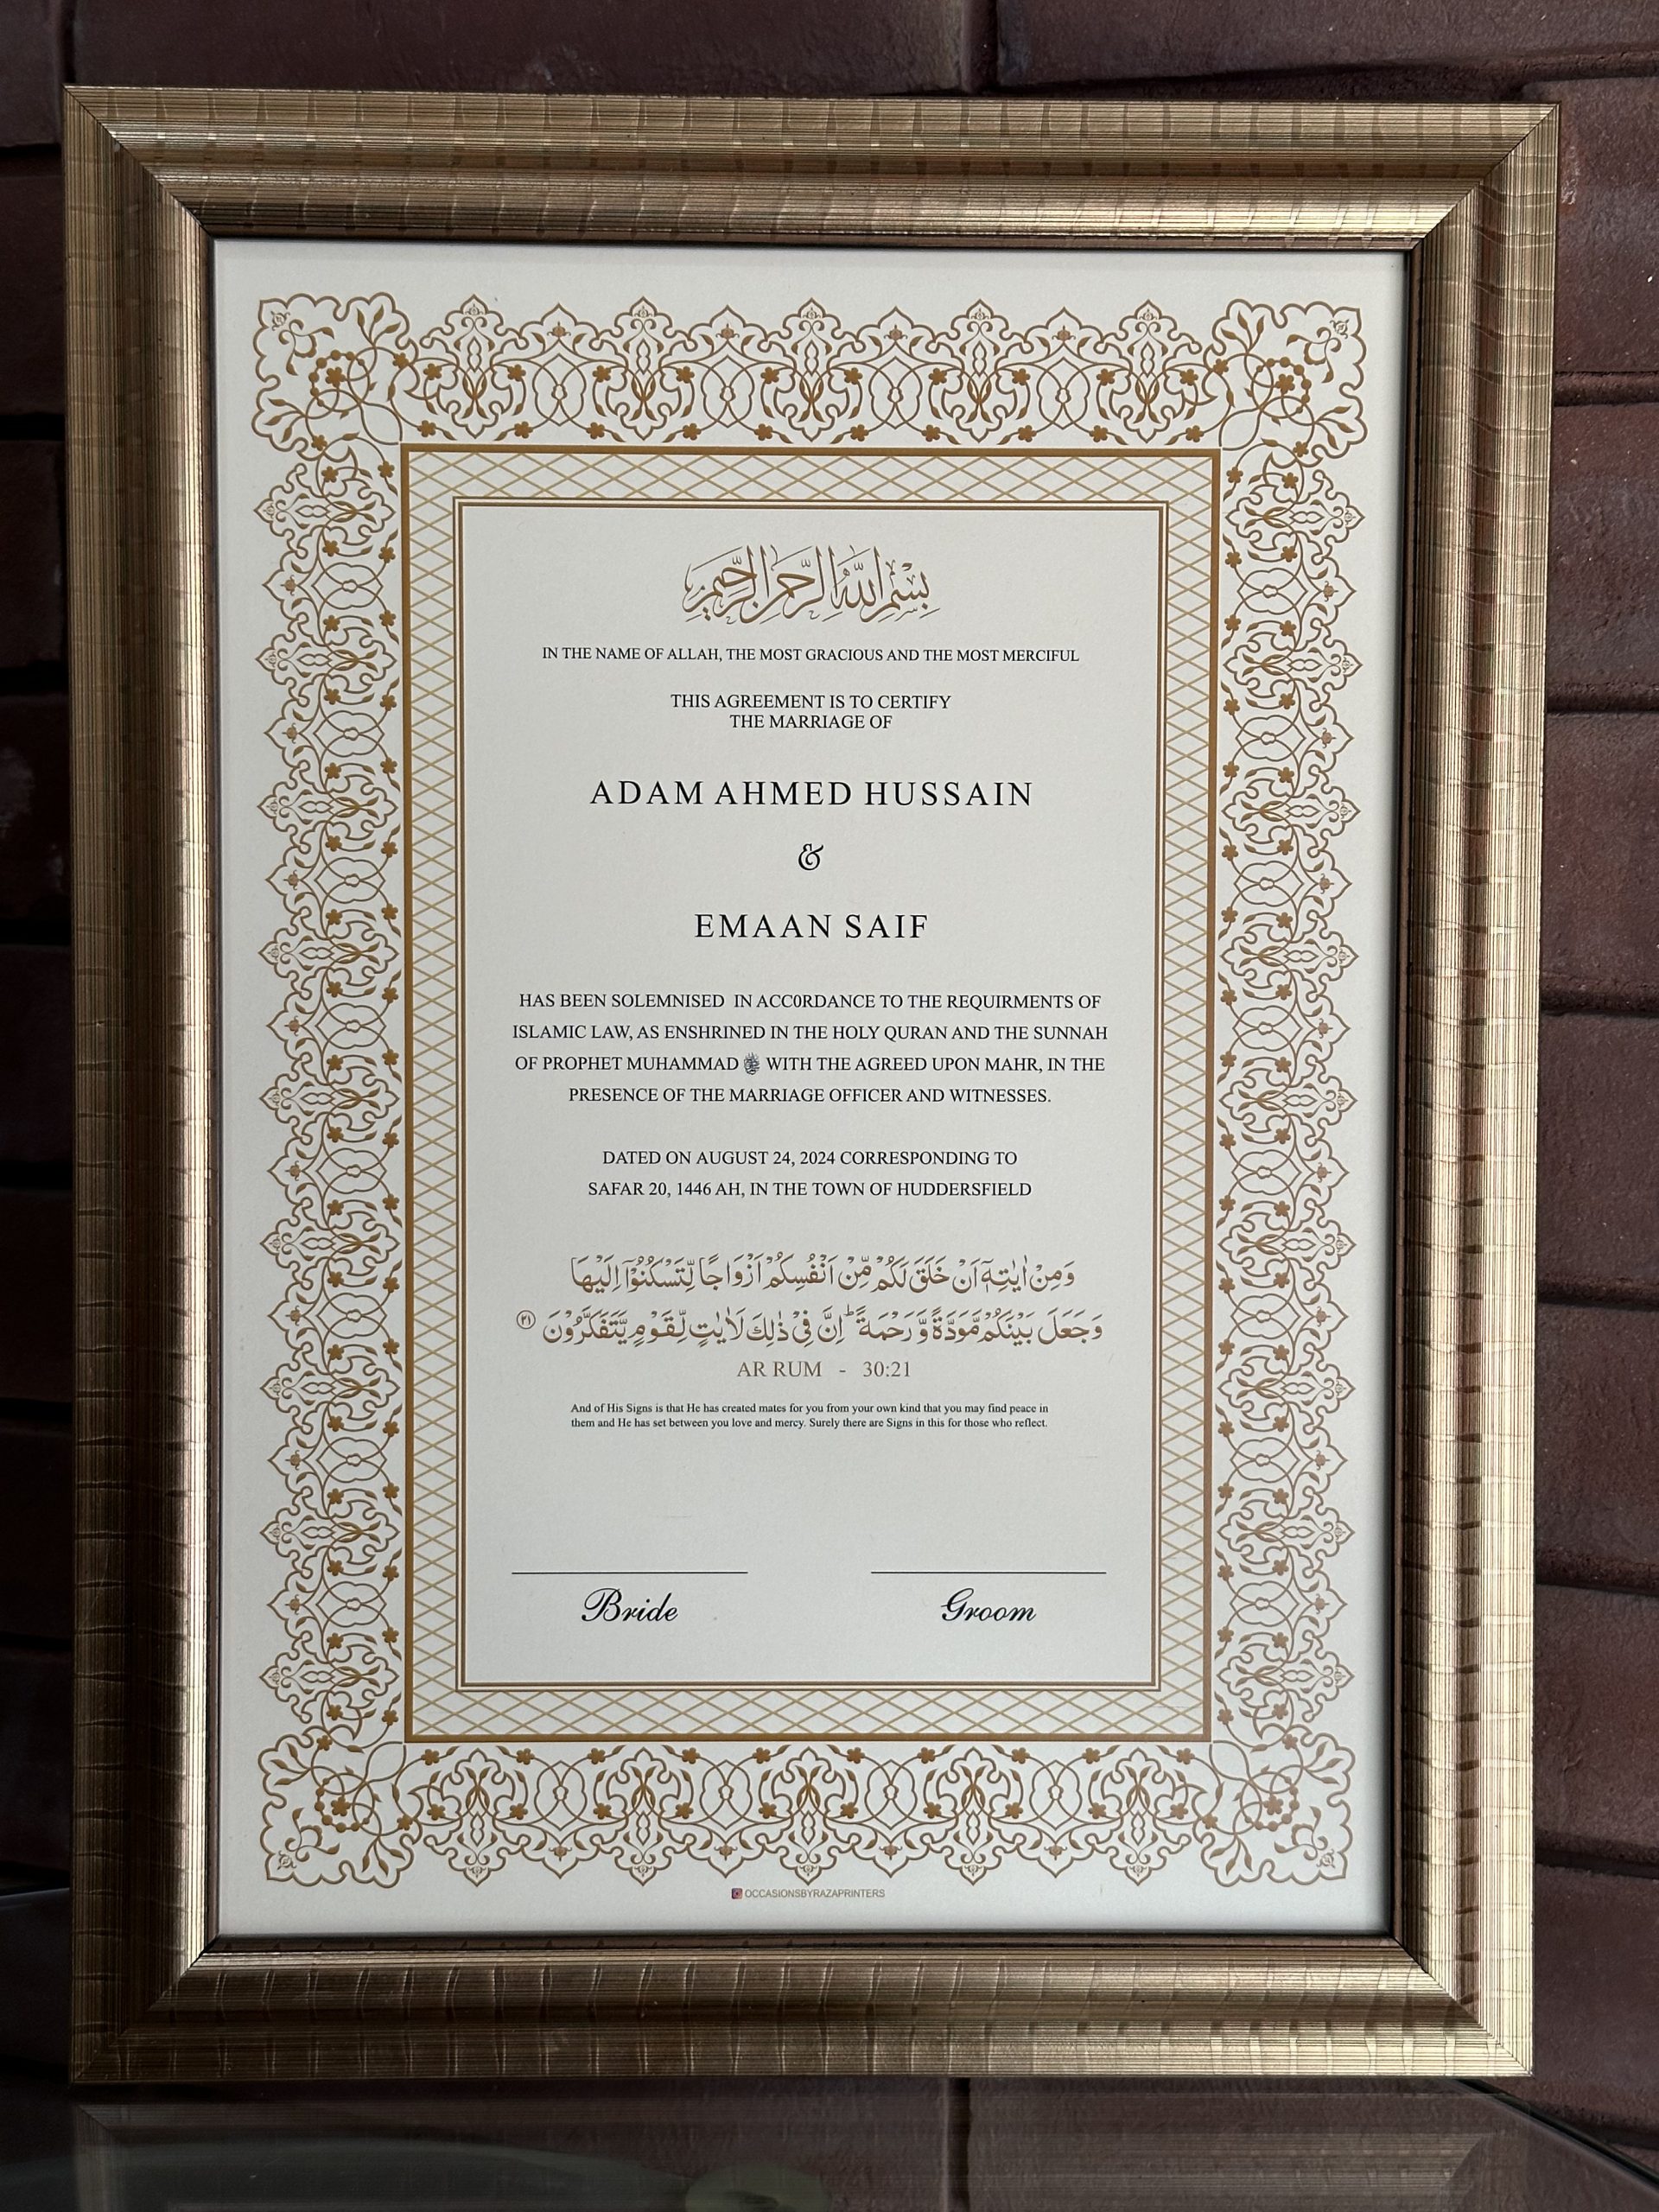 بِسْمِ اللهِ الرَّحْمٰنِ الرَّحِيْمِ
IN THE NAME OF ALLAH, THE MOST GRACIOUS AND THE MOST MERCIFUL
THIS AGREEMENT IS TO CERTIFY
THE MARRIAGE OF
ADAM AHMED HUSSAIN
&
EMAAN SAIF
HAS BEEN SOLEMNISED IN ACC0RDANCE TO THE REQUIRMENTS OF
ISLAMIC LAW, AS ENSHRINED IN THE HOLY QURAN AND THE SUNNAH
OF PROPHET MUHAMMAD ﷺ WITH THE AGREED UPON MAHR, IN THE
PRESENCE OF THE MARRIAGE OFFICER AND WITNESSES.
DATED ON AUGUST 24, 2024 CORRESPONDING TO
SAFAR 20, 1446 AH, IN THE TOWN OF HUDDERSFIELD
وَمِنْ اٰيٰتِهٖٓ اَنْ خَلَقَ لَكُمْ مِّنْ اَنْفُسِكُمْ اَزْوَاجًا لِّتَسْكُنُوْٓا اِلَيْهَا
وَجَعَلَ بَيْنَكُمْ مَّوَدَّةً وَّرَحْمَةً ؕ اِنَّ فِيْ ذٰلِكَ لَاٰيٰتٍ لِّقَوْمٍ يَّتَفَكَّرُوْنَ ۝٢١
AR RUM - 30:21
And of His Signs is that He has created mates for you from your own kind that you may find peace in
them and He has set between you love and mercy. Surely there are Signs in this for those who reflect.
Bride Groom
OCCASIONSBYRAZAPRINTERS